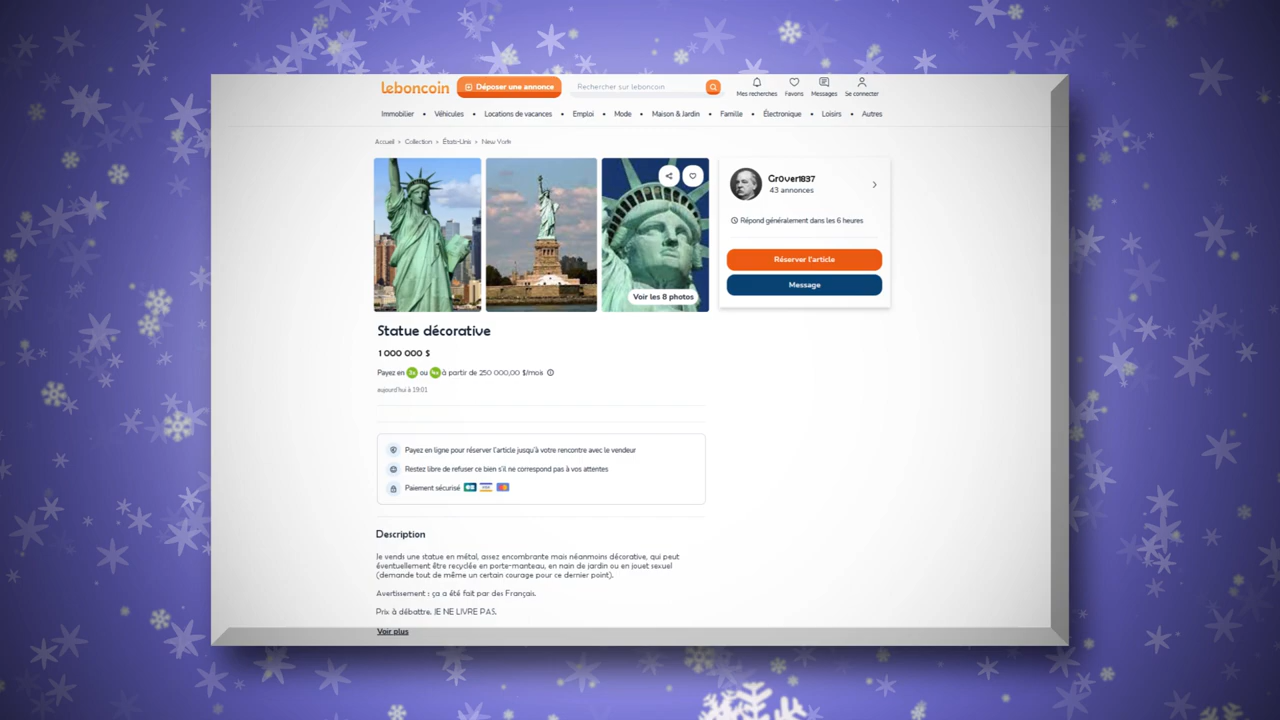 leboncoin
Déposer une annonce
Rechercher sur leboncoin
Mes recherches
Favoris
Messages
Se connecter
Immobilier • Véhicules • Locations de vacances • Emploi • Mode • Maison & Jardin • Famille • Électronique • Loisirs • Autres
Accueil > Collection > États-Unis > New York
Gr0ver1837
43 annonces
Répond généralement dans les 6 heures
Réserver l'article
Message
Voir les 8 photos
Statue décorative
1 000 000 $
Payez en 3x ou 4x à partir de 250 000,00 $/mois
aujourd'hui à 19:01
Payez en ligne pour réserver l'article jusqu'à votre rencontre avec le vendeur
Restez libre de refuser ce bien s'il ne correspond pas à vos attentes
Paiement sécurisé CB VISA
Description
Je vends une statue en métal, assez encombrante mais néanmoins décorative, qui peut
éventuellement être recyclée en porte-manteau, en nain de jardin ou en jouet sexuel
(demande tout de même un certain courage pour ce dernier point).
Avertissement : ça a été fait par des Français.
Prix à débattre. JE NE LIVRE PAS.
Voir plus